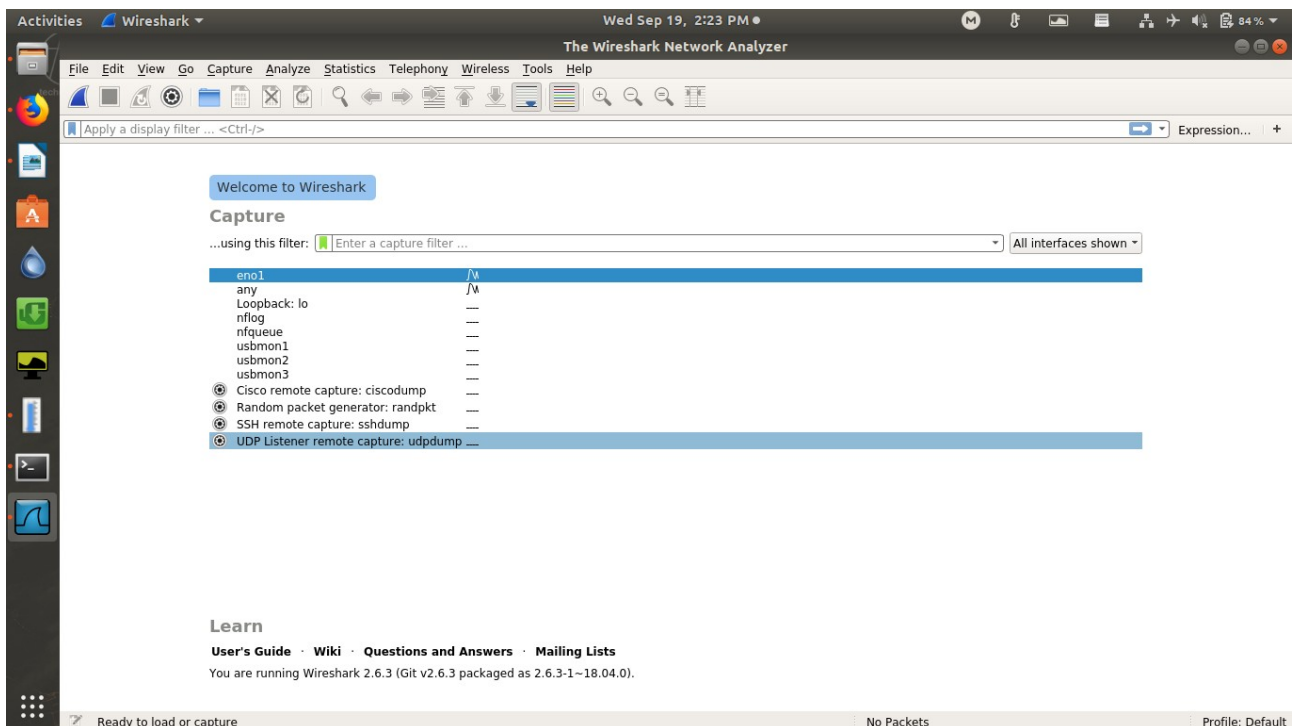 Activities Wireshark Wed Sep 19, 2:23 PM 84 %
The Wireshark Network Analyzer
File Edit View Go Capture Analyze Statistics Telephony Wireless Tools Help
Apply a display filter ... <Ctrl-/> Expression... +
Welcome to Wireshark
Capture
...using this filter: Enter a capture filter ... All interfaces shown
eno1
any
Loopback: lo
nflog
nfqueue
usbmon1
usbmon2
usbmon3
Cisco remote capture: ciscodump
Random packet generator: randpkt
SSH remote capture: sshdump
UDP Listener remote capture: udpdump
Learn
User's Guide · Wiki · Questions and Answers · Mailing Lists
You are running Wireshark 2.6.3 (Git v2.6.3 packaged as 2.6.3-1~18.04.0).
Ready to load or capture No Packets Profile: Default